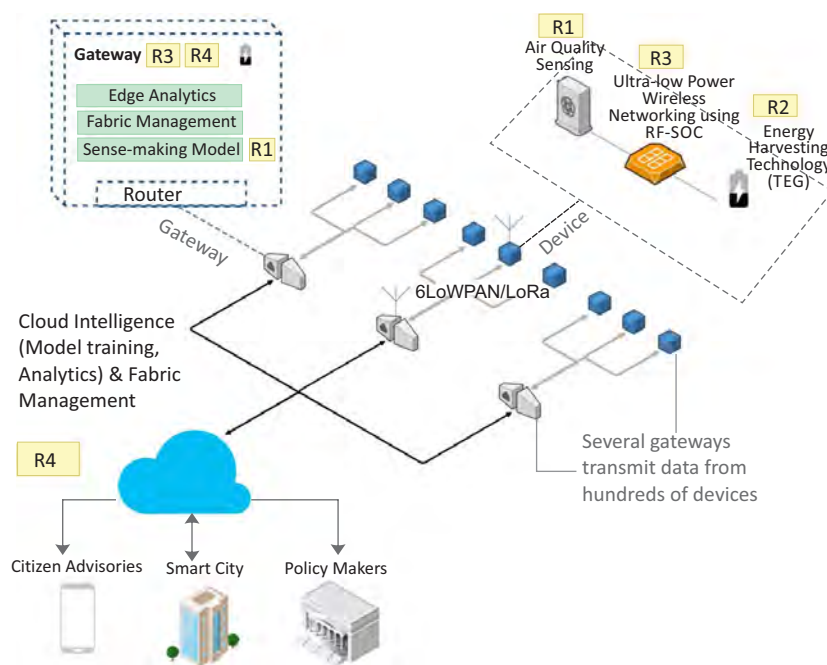 Gateway R3 R4
Edge Analytics
Fabric Management
Sense-making Model R1
Router
Gateway
R1
Air Quality
Sensing
R3
Ultra-low Power
Wireless
Networking using
RF-SOC
R2
Energy
Harvesting
Technology
(TEG)
Device
6LoWPAN/LoRa
Cloud Intelligence
(Model training,
Analytics) & Fabric
Management
R4
Several gateways
transmit data from
hundreds of devices
Citizen Advisories
Smart City
Policy Makers